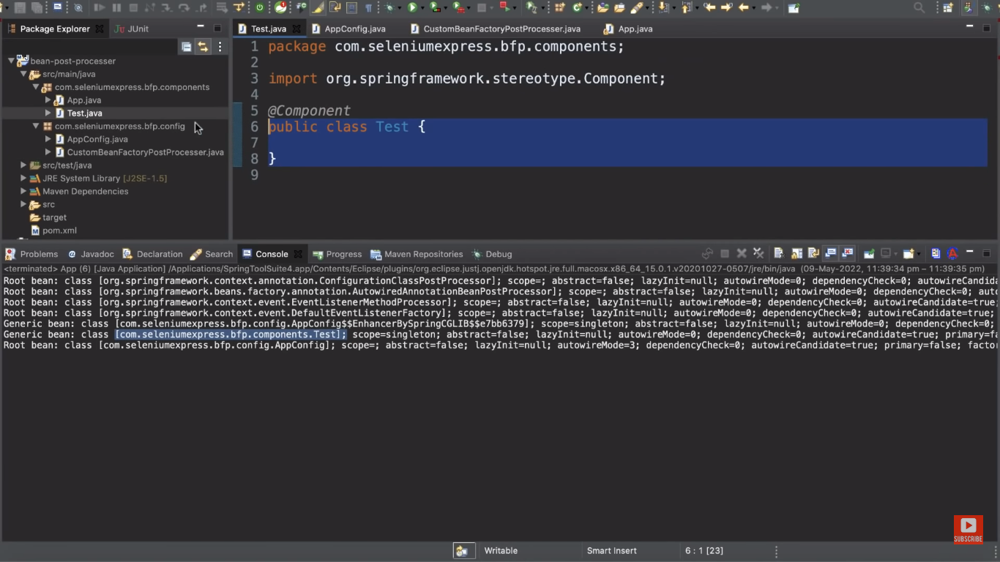 Package Explorer
JUnit
Test.java
AppConfig.java
CustomBeanFactoryPostProcesser.java
App.java
bean-post-processer
src/main/java
com.seleniumexpress.bfp.components
App.java
Test.java
com.seleniumexpress.bfp.config
AppConfig.java
CustomBeanFactoryPostProcesser.java
src/test/java
JRE System Library [J2SE-1.5]
Maven Dependencies
src
target
pom.xml
1 package com.seleniumexpress.bfp.components;
2
3 import org.springframework.stereotype.Component;
4
5 @Component
6 public class Test {
7
8 }
9
Problems
@ Javadoc
Declaration
Search
Console
Progress
Maven Repositories
Debug
<terminated> App (6) [Java Application] /Applications/SpringToolSuite4.app/Contents/Eclipse/plugins/org.eclipse.justj.openjdk.hotspot.jre.full.macosx.x86_64_15.0.1.v20201027-0507/jre/bin/java (09-May-2022, 11:39:34 pm – 11:39:35 pm)
Root bean: class [org.springframework.context.annotation.ConfigurationClassPostProcessor]; scope=; abstract=false; lazyInit=null; autowireMode=0; dependencyCheck=0; autowireCandida
Root bean: class [org.springframework.beans.factory.annotation.AutowiredAnnotationBeanPostProcessor]; scope=; abstract=false; lazyInit=null; autowireMode=0; dependencyCheck=0; auto
Root bean: class [org.springframework.context.event.EventListenerMethodProcessor]; scope=; abstract=false; lazyInit=null; autowireMode=0; dependencyCheck=0; autowireCandidate=true;
Root bean: class [org.springframework.context.event.DefaultEventListenerFactory]; scope=; abstract=false; lazyInit=null; autowireMode=0; dependencyCheck=0; autowireCandidate=true;
Generic bean: class [com.seleniumexpress.bfp.config.AppConfig$$EnhancerBySpringCGLIB$$e7bb6379]; scope=singleton; abstract=false; lazyInit=null; autowireMode=0; dependencyCheck=0;
Generic bean: class [com.seleniumexpress.bfp.components.Test]; scope=singleton; abstract=false; lazyInit=null; autowireMode=0; dependencyCheck=0; autowireCandidate=true; primary=fa
Root bean: class [com.seleniumexpress.bfp.config.AppConfig]; scope=; abstract=false; lazyInit=null; autowireMode=3; dependencyCheck=0; autowireCandidate=true; primary=false; facto
SUBSCRIBE
Writable
Smart Insert
6 : 1 [23]